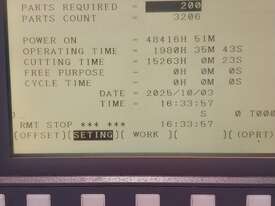 PARTS REQUIRED = 200
PARTS COUNT = 3206
POWER ON = 48416H 51M
OPERATING TIME = 1980H 35M 43S
CUTTING TIME = 15263H 0M 23S
FREE PURPOSE = 0H 0M 0S
CYCLE TIME = 0H 0M 0S
DATE = 2025/10/03
TIME = 16:33:57
S 0 T000
RMT STOP *** *** 16:33:57
[OFFSET][SETING][ WORK ][ ][(OPRT)